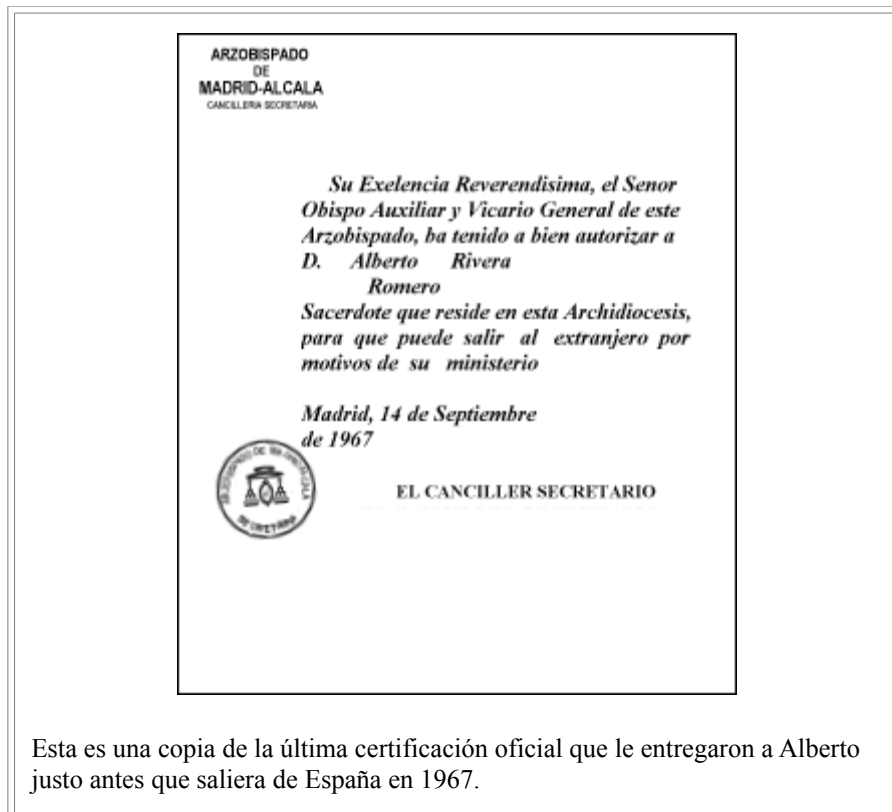 ARZOBISPADO
DE
MADRID-ALCALA
CANCILLERIA SECRETARIA
Su Exelencia Reverendisima, el Senor
Obispo Auxiliar y Vicario General de este
Arzobispado, ha tenido a bien autorizar a
D. Alberto Rivera
Romero
Sacerdote que reside en esta Archidiocesis,
para que puede salir al extranjero por
motivos de su ministerio
Madrid, 14 de Septiembre
de 1967
EL CANCILLER SECRETARIO
Esta es una copia de la última certificación oficial que le entregaron a Alberto
justo antes que saliera de España en 1967.